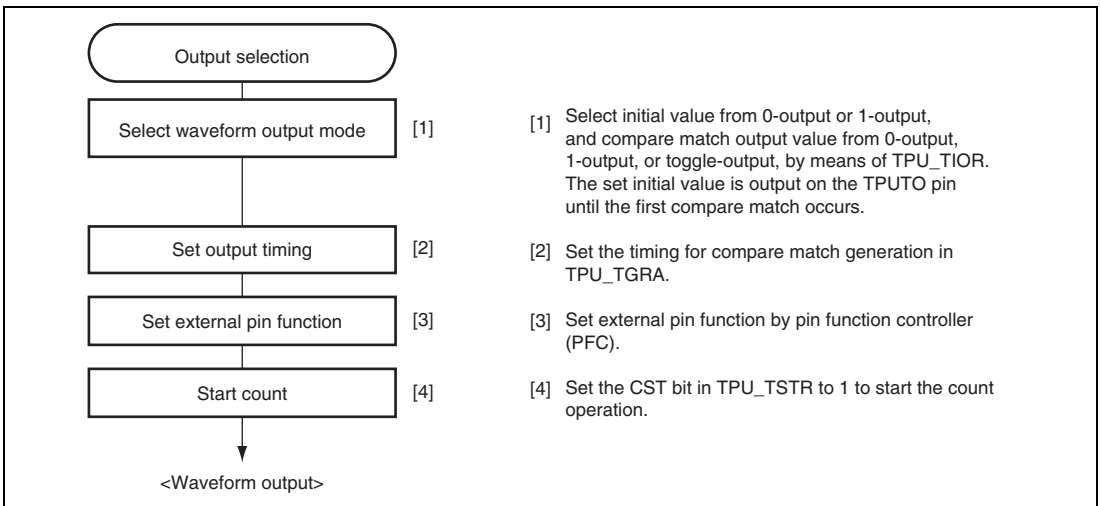 Output selection
Select waveform output mode
[1]
Set output timing
[2]
Set external pin function
[3]
Start count
[4]
<Waveform output>
[1] Select initial value from 0-output or 1-output,
and compare match output value from 0-output,
1-output, or toggle-output, by means of TPU_TIOR.
The set initial value is output on the TPUTO pin
until the first compare match occurs.
[2] Set the timing for compare match generation in
TPU_TGRA.
[3] Set external pin function by pin function controller
(PFC).
[4] Set the CST bit in TPU_TSTR to 1 to start the count
operation.